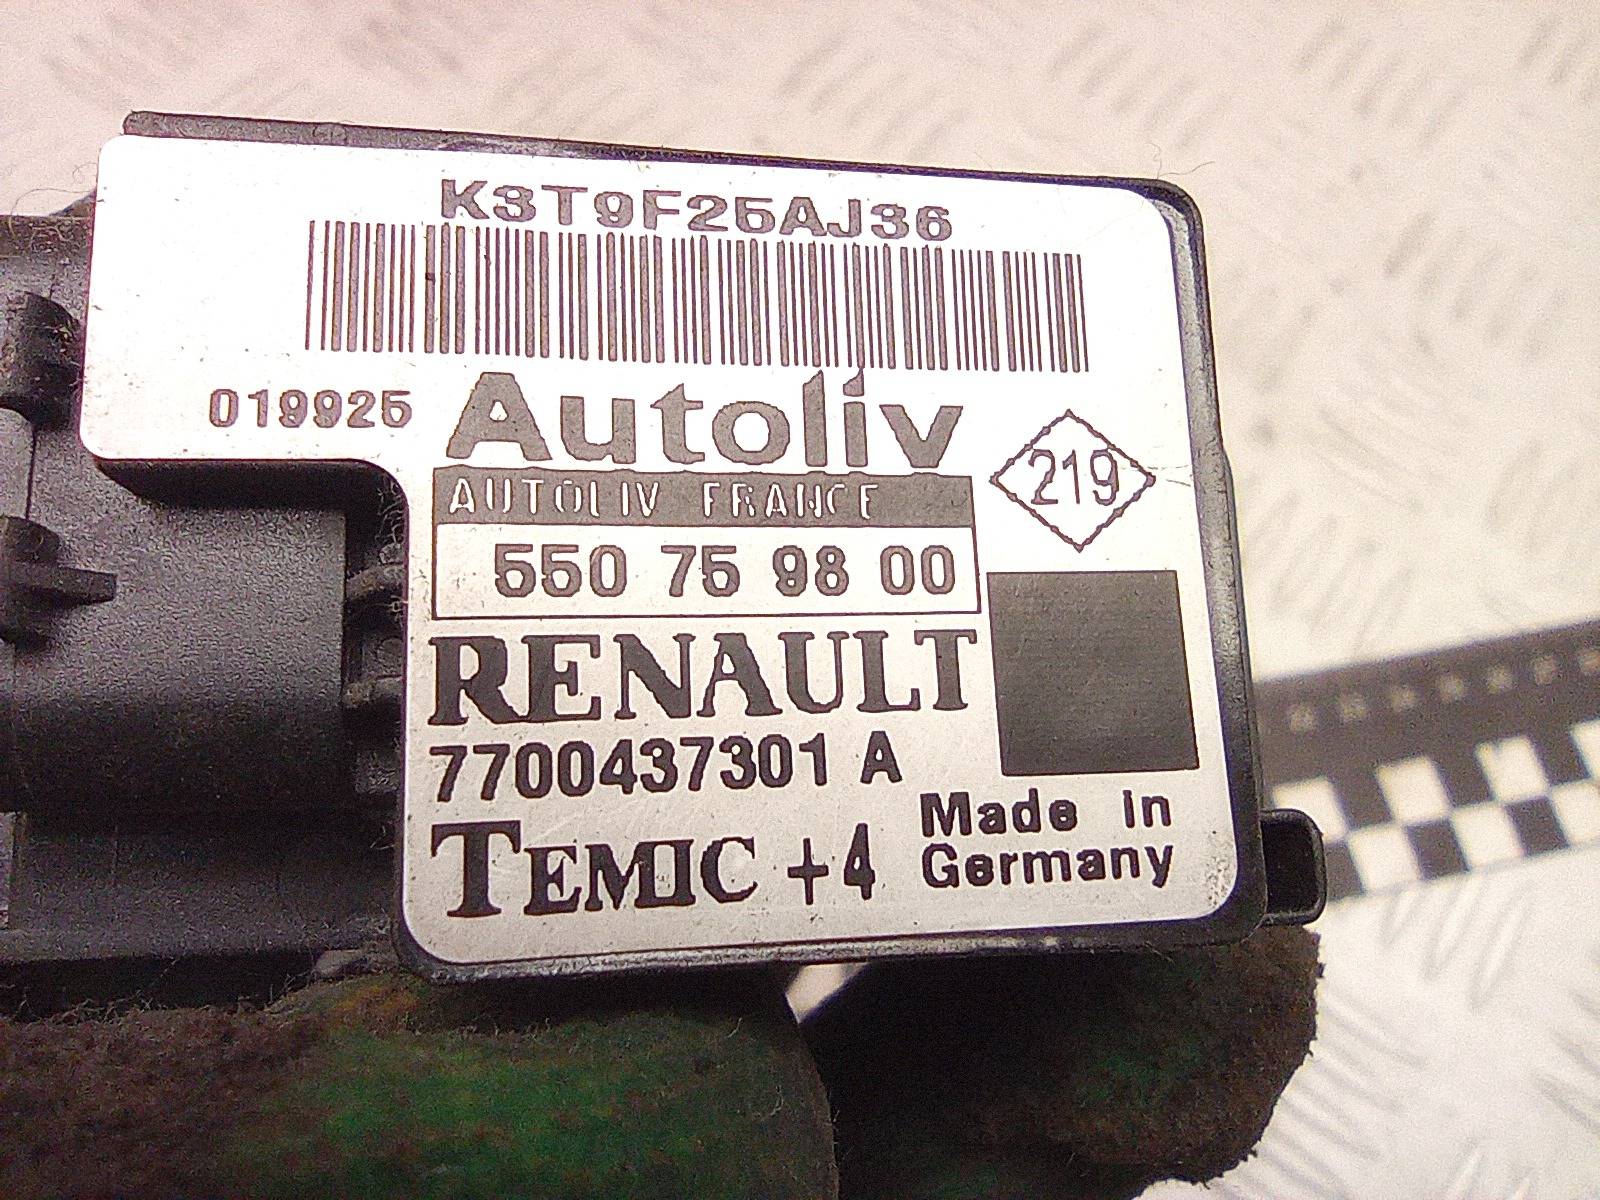 K3T9F25AJ36
019925
Autoliv
AUTOLIV FRANCE
219
550 75 98 00
RENAULT
7700437301 A
TEMIC +4
Made in
Germany